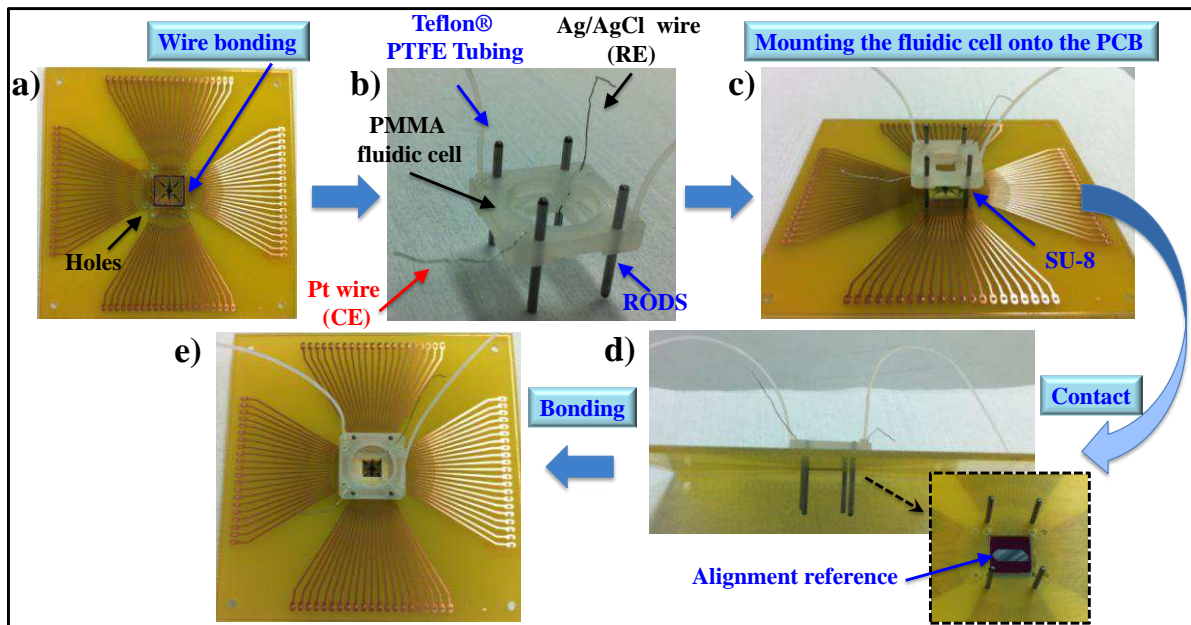 a)
Wire bonding
Holes
b)
Teflon®
PTFE Tubing
Ag/AgCl wire
(RE)
PMMA
fluidic cell
Pt wire
(CE)
RODS
Mounting the fluidic cell onto the PCB
c)
SU-8
Contact
d)
Alignment reference
Bonding
e)